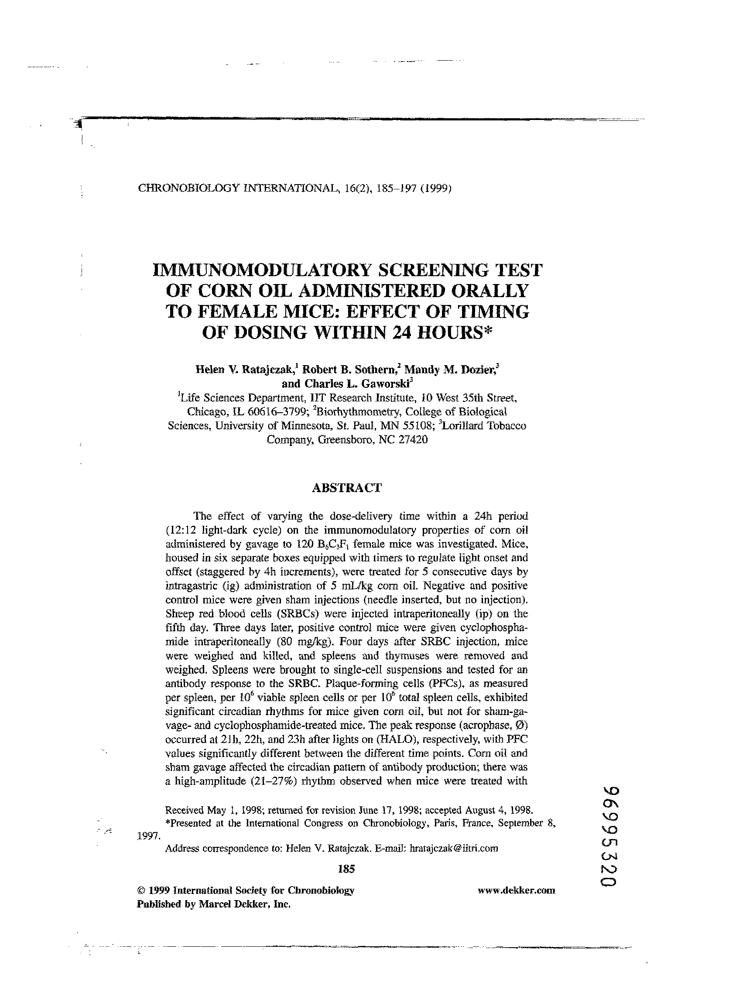 CHRONOBIOLOGY INTERNATIONAL, 16(2), 185–197 (1999)
IMMUNOMODULATORY SCREENING TEST
OF CORN OIL ADMINISTERED ORALLY
TO FEMALE MICE: EFFECT OF TIMING
OF DOSING WITHIN 24 HOURS*
Helen V. Ratajczak,¹ Robert B. Sothern,² Mandy M. Dozier,³
and Charles L. Gaworski³
¹Life Sciences Department, IIT Research Institute, 10 West 35th Street,
Chicago, IL 60616–3799; ²Biorhythmometry, College of Biological
Sciences, University of Minnesota, St. Paul, MN 55108; ³Lorillard Tobacco
Company, Greensboro, NC 27420
ABSTRACT
The effect of varying the dose-delivery time within a 24h period
(12:12 light-dark cycle) on the immunomodulatory properties of corn oil
administered by gavage to 120 B₆C₃F₁ female mice was investigated. Mice,
housed in six separate boxes equipped with timers to regulate light onset and
offset (staggered by 4h increments), were treated for 5 consecutive days by
intragastric (ig) administration of 5 mL/kg corn oil. Negative and positive
control mice were given sham injections (needle inserted, but no injection).
Sheep red blood cells (SRBCs) were injected intraperitoneally (ip) on the
fifth day. Three days later, positive control mice were given cyclophospha-
mide intraperitoneally (80 mg/kg). Four days after SRBC injection, mice
were weighed and killed, and spleens and thymuses were removed and
weighed. Spleens were brought to single-cell suspensions and tested for an
antibody response to the SRBC. Plaque-forming cells (PFCs), as measured
per spleen, per 10⁶ viable spleen cells or per 10⁶ total spleen cells, exhibited
significant circadian rhythms for mice given corn oil, but not for sham-ga-
vage- and cyclophosphamide-treated mice. The peak response (acrophase, Ø)
occurred at 21h, 22h, and 23h after lights on (HALO), respectively, with PFC
values significantly different between the different time points. Corn oil and
sham gavage affected the circadian pattern of antibody production; there was
a high-amplitude (21–27%) rhythm observed when mice were treated with
Received May 1, 1998; returned for revision June 17, 1998; accepted August 4, 1998.
*Presented at the International Congress on Chronobiology, Paris, France, September 8,
1997.
Address correspondence to: Helen V. Ratajczak. E-mail: hratajczak@iitri.com
185
© 1999 International Society for Chronobiology www.dekker.com
Published by Marcel Dekker, Inc.
96995320